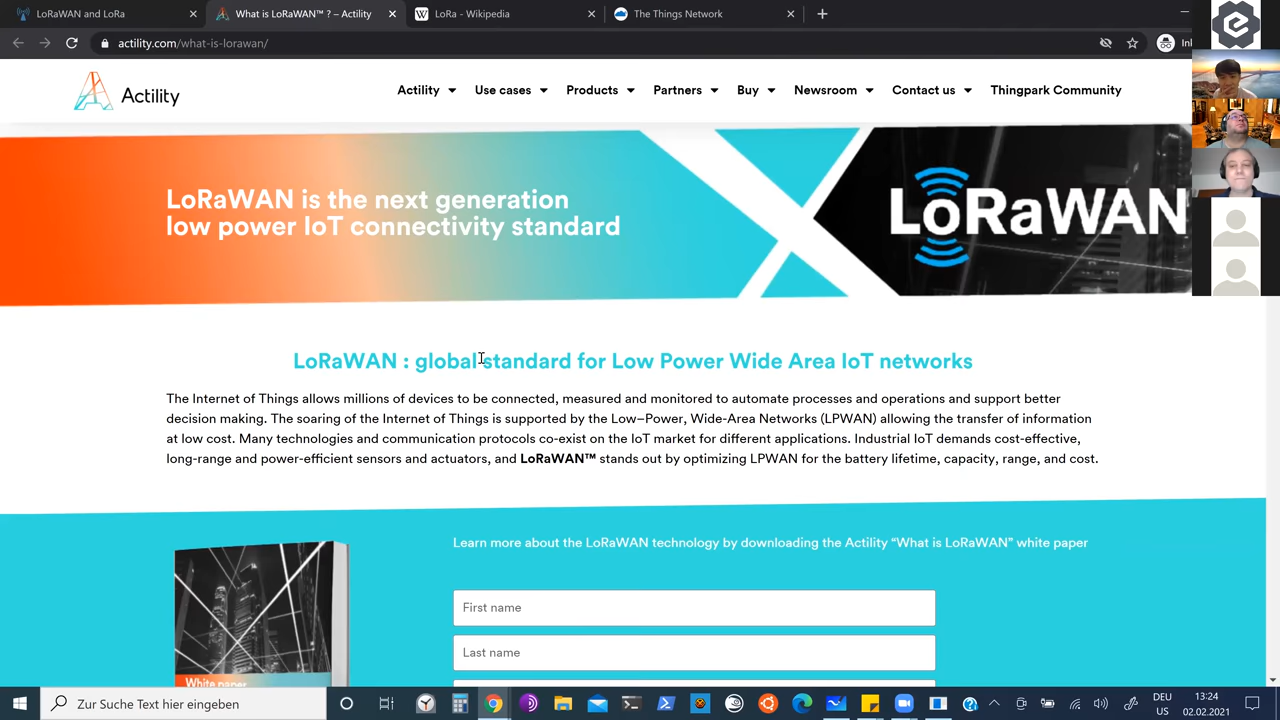 LoRaWAN and LoRa
What is LoRaWAN™ ? – Actility
LoRa - Wikipedia
The Things Network
actility.com/what-is-lorawan/
Actility
Actility
Use cases
Products
Partners
Buy
Newsroom
Contact us
Thingpark Community
LoRaWAN is the next generation
low power IoT connectivity standard
LoRaWAN
LoRaWAN : global standard for Low Power Wide Area IoT networks
The Internet of Things allows millions of devices to be connected, measured and monitored to automate processes and operations and support better
decision making. The soaring of the Internet of Things is supported by the Low–Power, Wide-Area Networks (LPWAN) allowing the transfer of information
at low cost. Many technologies and communication protocols co-exist on the IoT market for different applications. Industrial IoT demands cost-effective,
long-range and power-efficient sensors and actuators, and LoRaWAN™ stands out by optimizing LPWAN for the battery lifetime, capacity, range, and cost.
Learn more about the LoRaWAN technology by downloading the Actility “What is LoRaWAN” white paper
First name
Last name
White paper
Zur Suche Text hier eingeben
DEU
US
13:24
02.02.2021